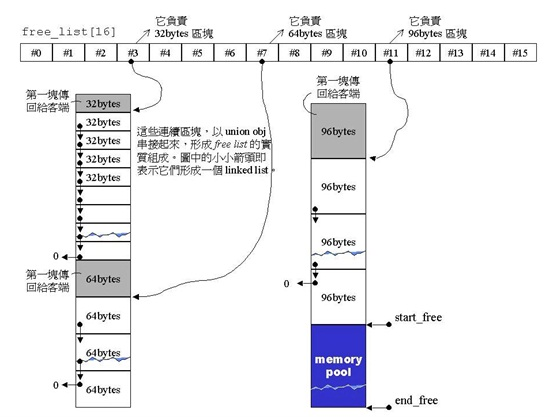 它負責
32bytes 區塊
它負責
64bytes 區塊
它負責
96bytes 區塊
free_list[16]
#0 #1 #2 #3 #4 #5 #6 #7 #8 #9 #10 #11 #12 #13 #14 #15
第一塊傳
回給客端
32bytes
32bytes
32bytes
32bytes
0
這些連續區塊，以 union obj
串接起來，形成 free list 的實
質組成。圖中的小小箭頭即
表示它們形成一個 linked list。
第一塊傳
回給客端
64bytes
64bytes
64bytes
64bytes
0
第一塊傳
回給客端
96bytes
96bytes
96bytes
0
96bytes
start_free
memory
pool
end_free